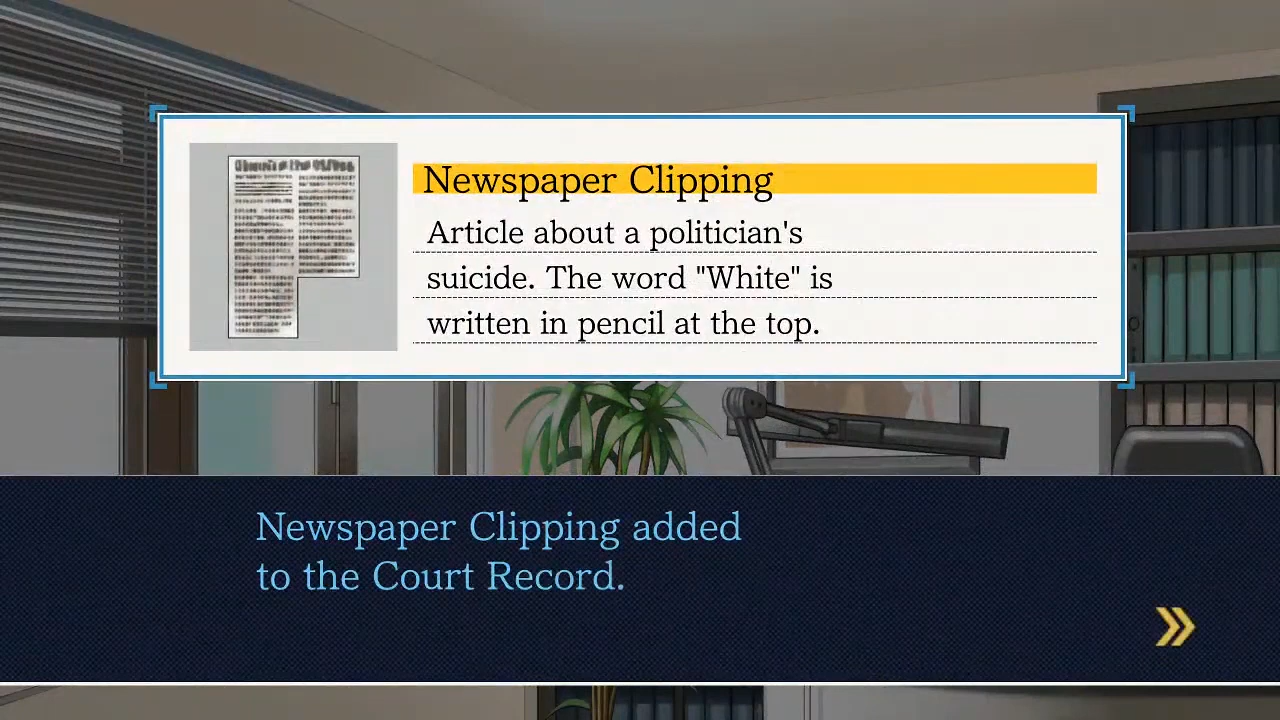 Newspaper Clipping
Article about a politician's
suicide. The word "White" is
written in pencil at the top.
Newspaper Clipping added
to the Court Record.